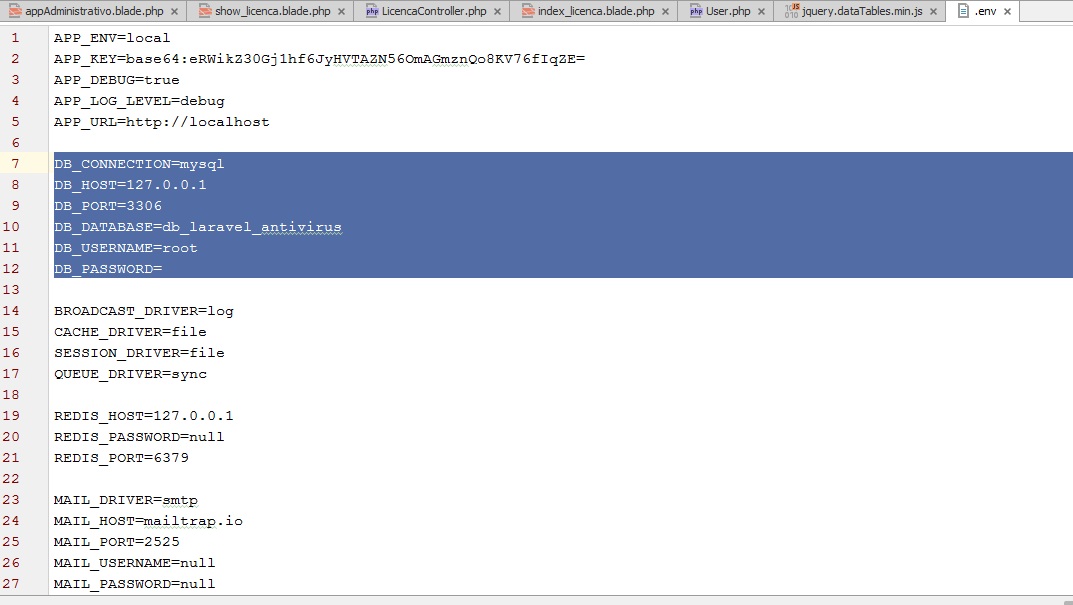 appAdministrativo.blade.php × show_licenca.blade.php × php LicencaController.php × index_licenca.blade.php × php User.php × JS 1010 jquery.dataTables.min.js × .env ×
1 APP_ENV=local
2 APP_KEY=base64:eRWikZ30Gj1hf6JyHVTAZN56OmAGmznQo8KV76fIqZE=
3 APP_DEBUG=true
4 APP_LOG_LEVEL=debug
5 APP_URL=http://localhost
6
7 DB_CONNECTION=mysql
8 DB_HOST=127.0.0.1
9 DB_PORT=3306
10 DB_DATABASE=db_laravel_antivirus
11 DB_USERNAME=root
12 DB_PASSWORD=
13
14 BROADCAST_DRIVER=log
15 CACHE_DRIVER=file
16 SESSION_DRIVER=file
17 QUEUE_DRIVER=sync
18
19 REDIS_HOST=127.0.0.1
20 REDIS_PASSWORD=null
21 REDIS_PORT=6379
22
23 MAIL_DRIVER=smtp
24 MAIL_HOST=mailtrap.io
25 MAIL_PORT=2525
26 MAIL_USERNAME=null
27 MAIL_PASSWORD=null